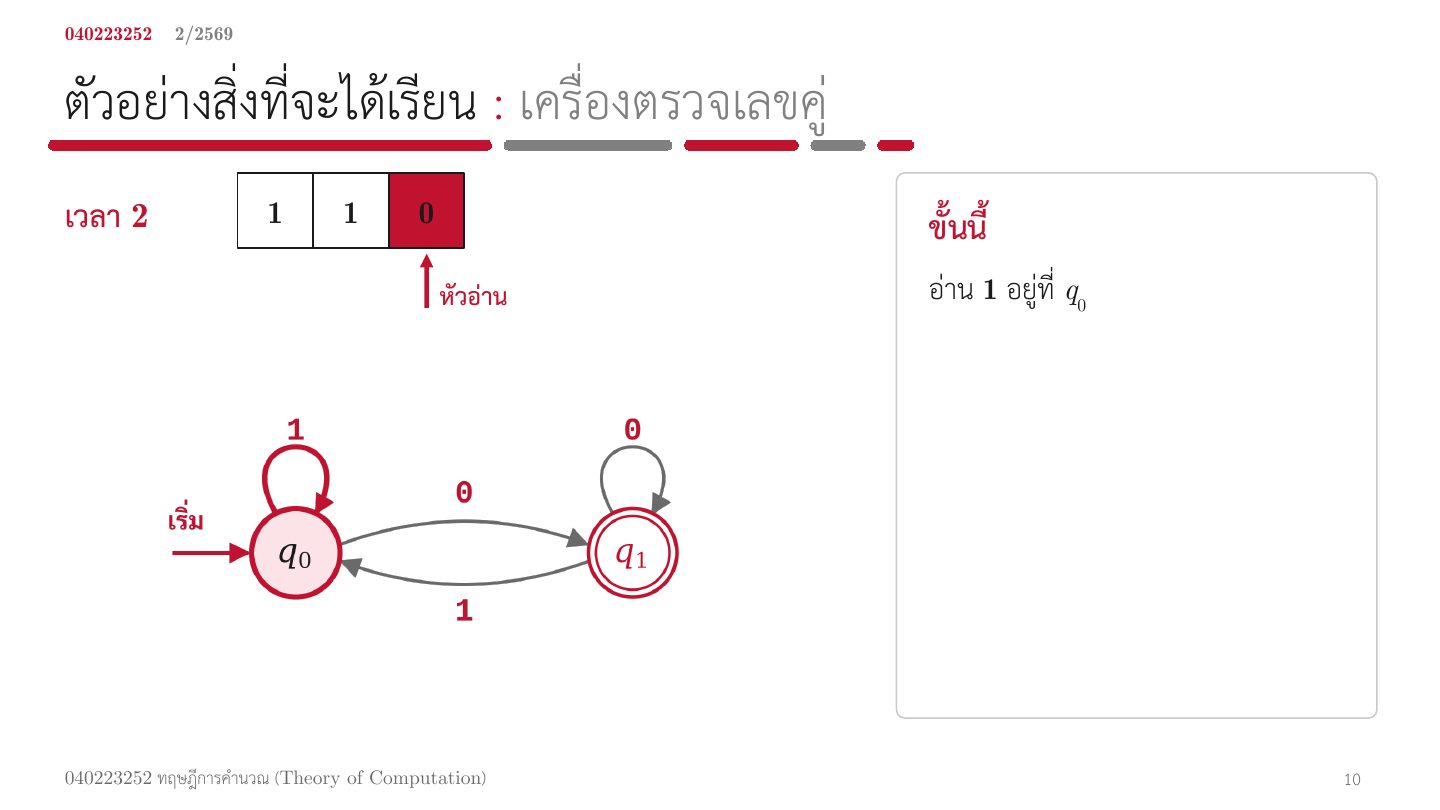 040223252 2/2569
ตัวอย่างสิ่งที่จะได้เรียน : เครื่องตรวจเลขคู่
เวลา 2
1 1 0
หัวอ่าน
ขั้นนี้
อ่าน 1 อยู่ที่ q0
1
0
0
เริ่ม
q0
q1
1
040223252 ทฤษฎีการคำนวณ (Theory of Computation)
10